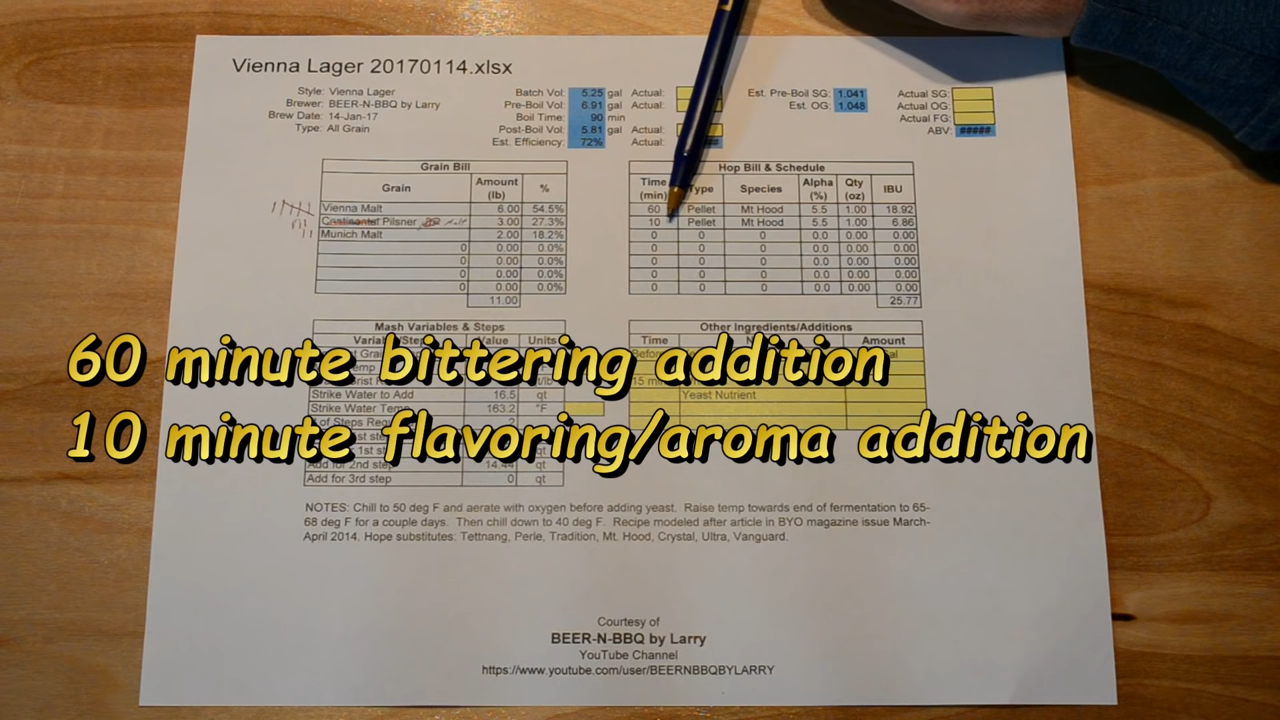 Vienna Lager 20170114.xlsx
Style: Vienna Lager
Brewer: BEER-N-BBQ by Larry
Brew Date: 14-Jan-17
Type: All Grain
Batch Vol: 5.25 gal Actual:
Pre-Boil Vol: 6.91 gal Actual:
Boil Time: 90 min
Post-Boil Vol: 5.81 gal Actual:
Est. Efficiency: 72% Actual:
Est. Pre-Boil SG: 1.041
Est. OG: 1.048
Actual SG:
Actual OG:
Actual FG:
ABV: #####
Grain Bill
Grain Amount (lb) %
Vienna Malt 6.00 54.5%
Continental Pilsner 3.00 27.3%
Munich Malt 2.00 18.2%
0 0.00 0.0%
0 0.00 0.0%
0 0.00 0.0%
0 0.00 0.0%
11.00
Hop Bill & Schedule
Time (min) Type Species Alpha (%) Qty (oz) IBU
60 Pellet Mt Hood 5.5 1.00 18.92
10 Pellet Mt Hood 5.5 1.00 6.86
0 0 0 0.0 0.00 0.00
0 0 0 0.0 0.00 0.00
0 0 0 0.0 0.00 0.00
0 0 0 0.0 0.00 0.00
0 0 0 0.0 0.00 0.00
25.77
Mash Variables & Steps
Value Units
Strike Water to Add 16.5 qt
Strike Water Temp 163.2 °F
Add for 2nd step 14.44 qt
Add for 3rd step 0 qt
Other Ingredients/Additions
Time Amount
Yeast Nutrient
60 minute bittering addition
10 minute flavoring/aroma addition
NOTES: Chill to 50 deg F and aerate with oxygen before adding yeast. Raise temp towards end of fermentation to 65-
68 deg F for a couple days. Then chill down to 40 deg F. Recipe modeled after article in BYO magazine issue March-
April 2014. Hope substitutes: Tettnang, Perle, Tradition, Mt. Hood, Crystal, Ultra, Vanguard.
Courtesy of
BEER-N-BBQ by Larry
YouTube Channel
https://www.youtube.com/user/BEERNBBQBYLARRY